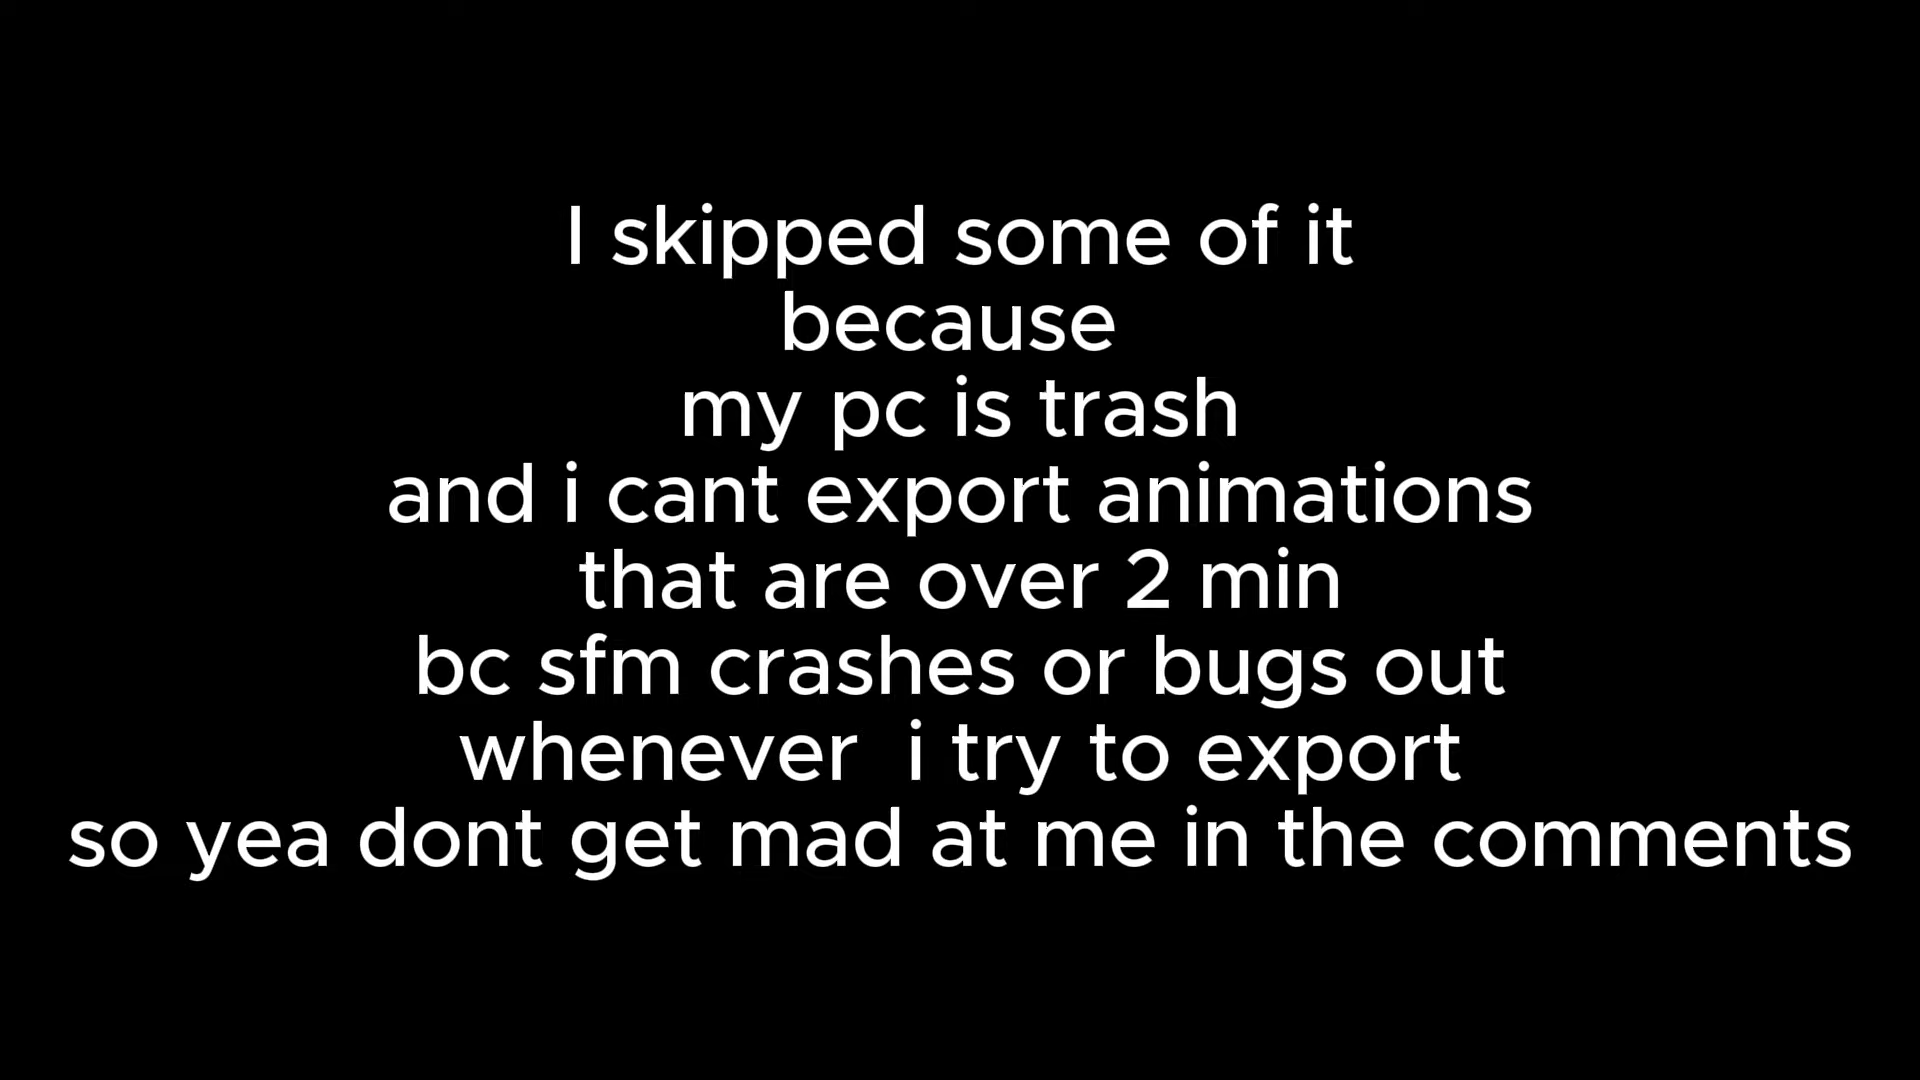 I skipped some of it
because
my pc is trash
and i cant export animations
that are over 2 min
bc sfm crashes or bugs out
whenever  i try to export
so yea dont get mad at me in the comments